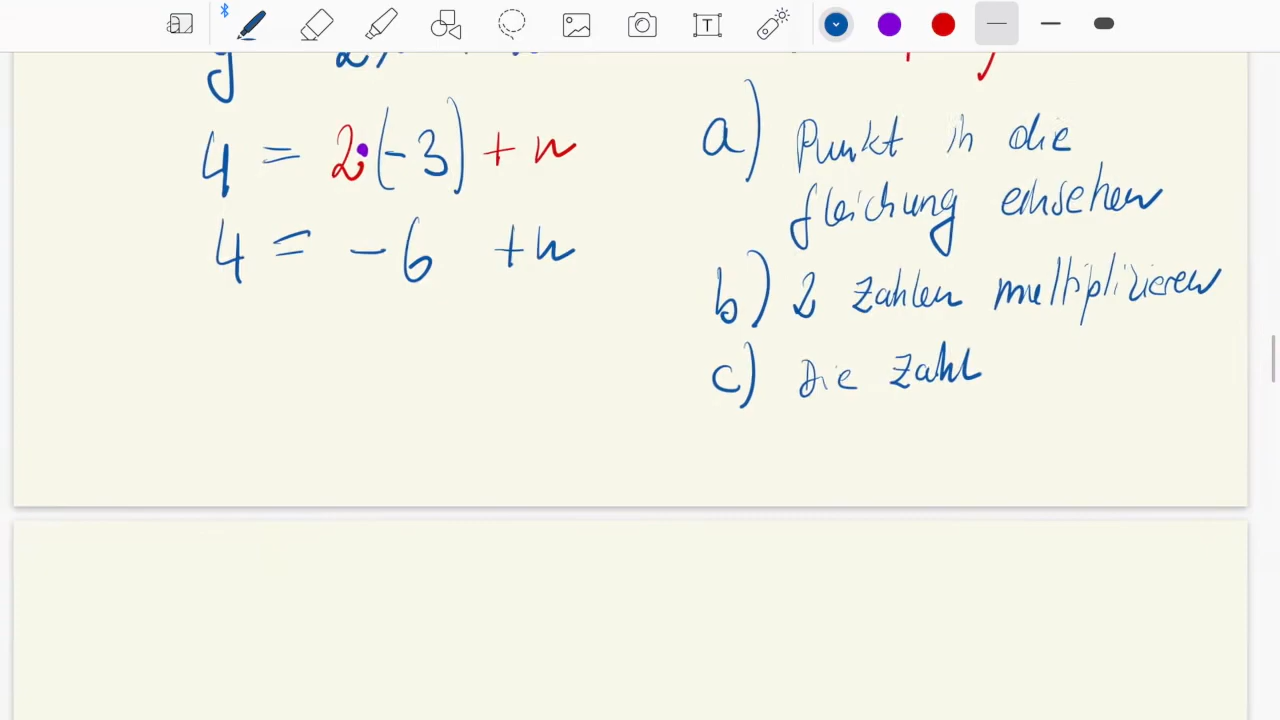 4 = 2·(-3) + n
4 = -6 + n
a) Punkt in die
Gleichung einsetzen
b) 2 Zahlen multiplizieren
c) Die Zahl